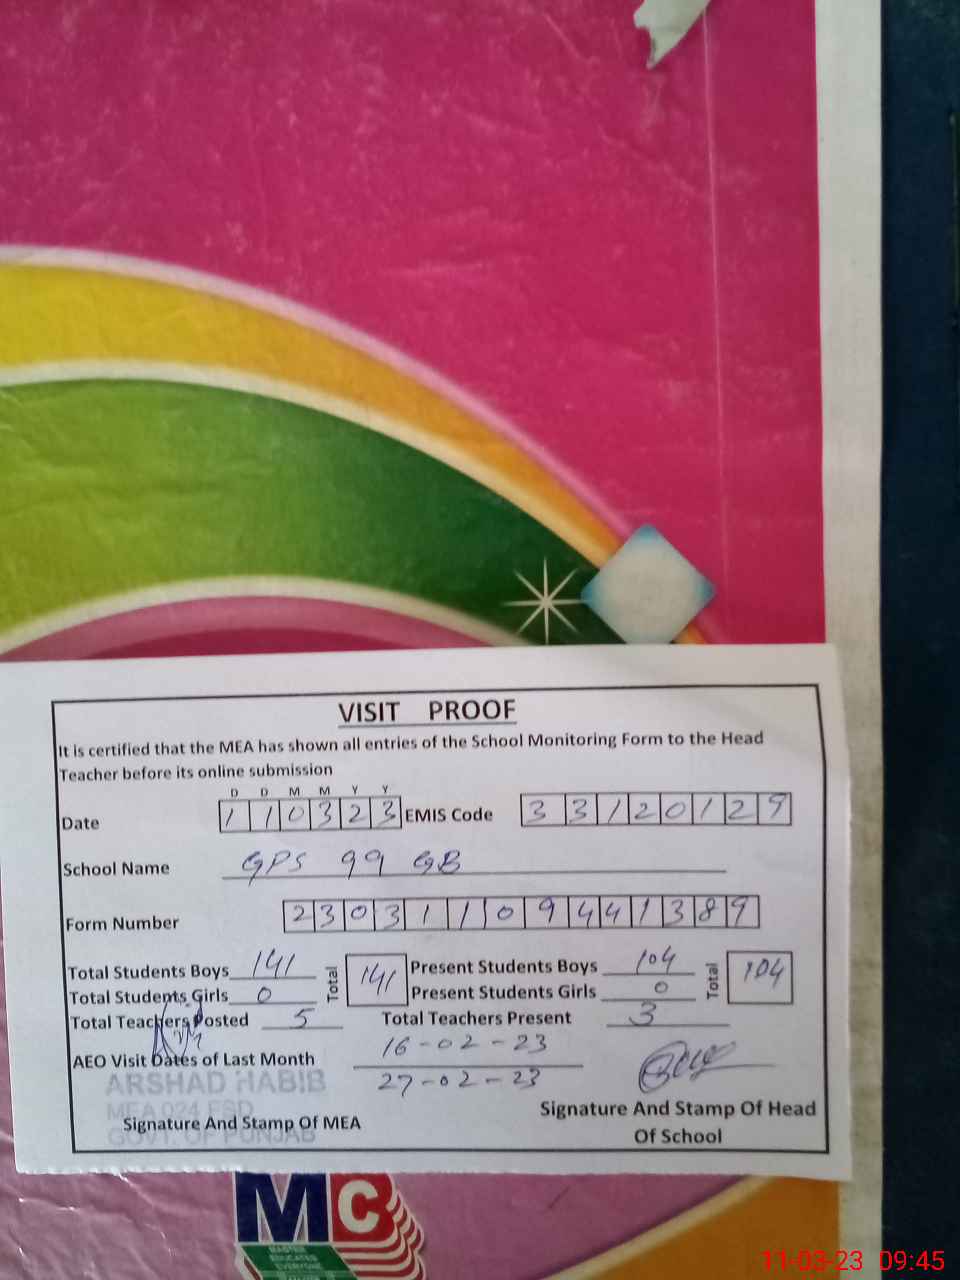 VISIT PROOF
It is certified that the MEA has shown all entries of the School Monitoring Form to the Head
Teacher before its online submission
D D M M Y Y
Date 1 1 0 3 2 3 EMIS Code 3 3 1 2 0 1 2 9
School Name GPS 99 GB
Form Number 2 3 0 3 1 1 0 9 4 4 1 3 8 9
Total Students Boys 141 Total 141 Present Students Boys 104 Total 104
Total Students Girls 0 Present Students Girls 0
Total Teachers Posted 5 Total Teachers Present 3
AEO Visit Dates of Last Month 16-02-23
27-02-23
ARSHAD HABIB
MEA 024 FSD
GOVT. OF PUNJAB
Signature And Stamp Of MEA
Signature And Stamp Of Head
Of School
MC
MASTER
EDUCATES
EVERYONE
11-03-23 09:45